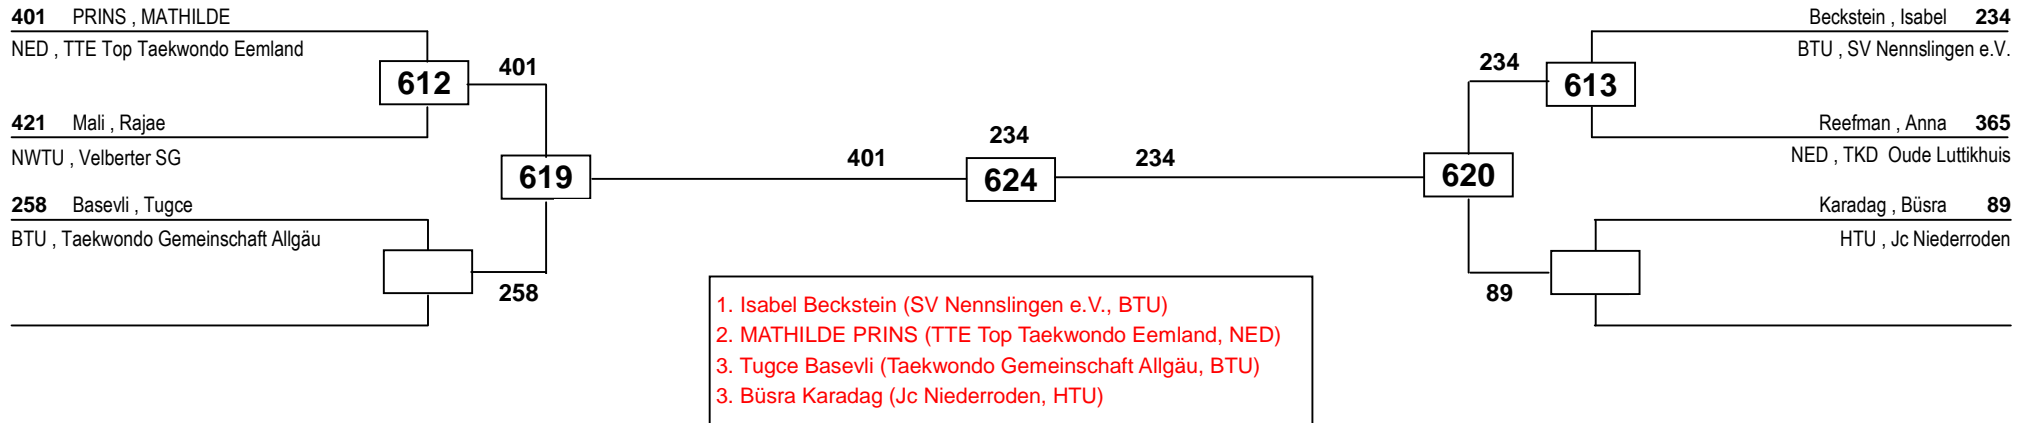 401 PRINS , MATHILDE
NED , TTE Top Taekwondo Eemland
612
401
421 Mali , Rajae
NWTU , Velberter SG
619
258 Basevli , Tugce
BTU , Taekwondo Gemeinschaft Allgäu
258
401
234
624
234
Beckstein , Isabel 234
BTU , SV Nennslingen e.V.
234
613
Reefman , Anna 365
NED , TKD Oude Luttikhuis
620
Karadag , Büsra 89
HTU , Jc Niederroden
89
1. Isabel Beckstein (SV Nennslingen e.V., BTU)
2. MATHILDE PRINS (TTE Top Taekwondo Eemland, NED)
3. Tugce Basevli (Taekwondo Gemeinschaft Allgäu, BTU)
3. Büsra Karadag (Jc Niederroden, HTU)